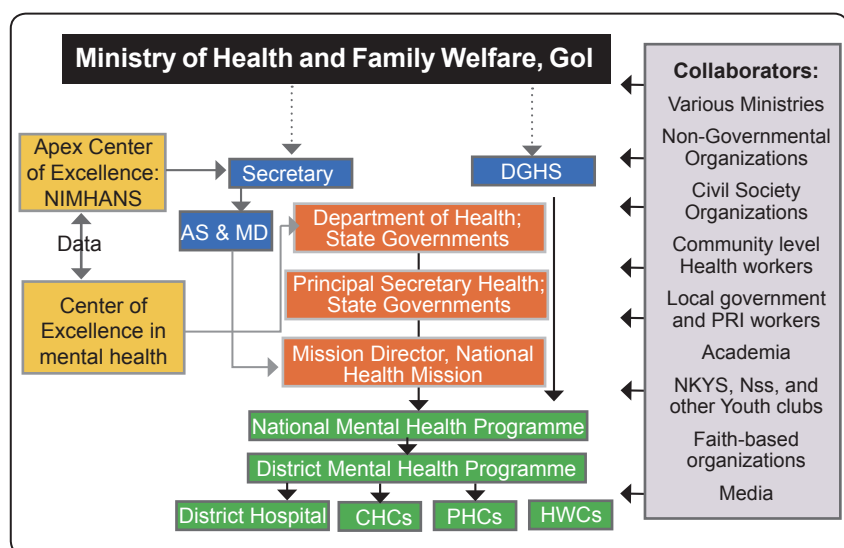 Ministry of Health and Family Welfare, GoI
Apex Center
of Excellence:
NIMHANS
Secretary
DGHS
AS & MD
Data
Center of
Excellence in
mental health
Department of Health;
State Governments
Principal Secretary Health;
State Governments
Mission Director, National
Health Mission
National Mental Health Programme
District Mental Health Programme
District Hospital
CHCs
PHCs
HWCs
Collaborators:
Various Ministries
Non-Governmental
Organizations
Civil Society
Organizations
Community level
Health workers
Local government
and PRI workers
Academia
NKYS, Nss, and
other Youth clubs
Faith-based
organizations
Media